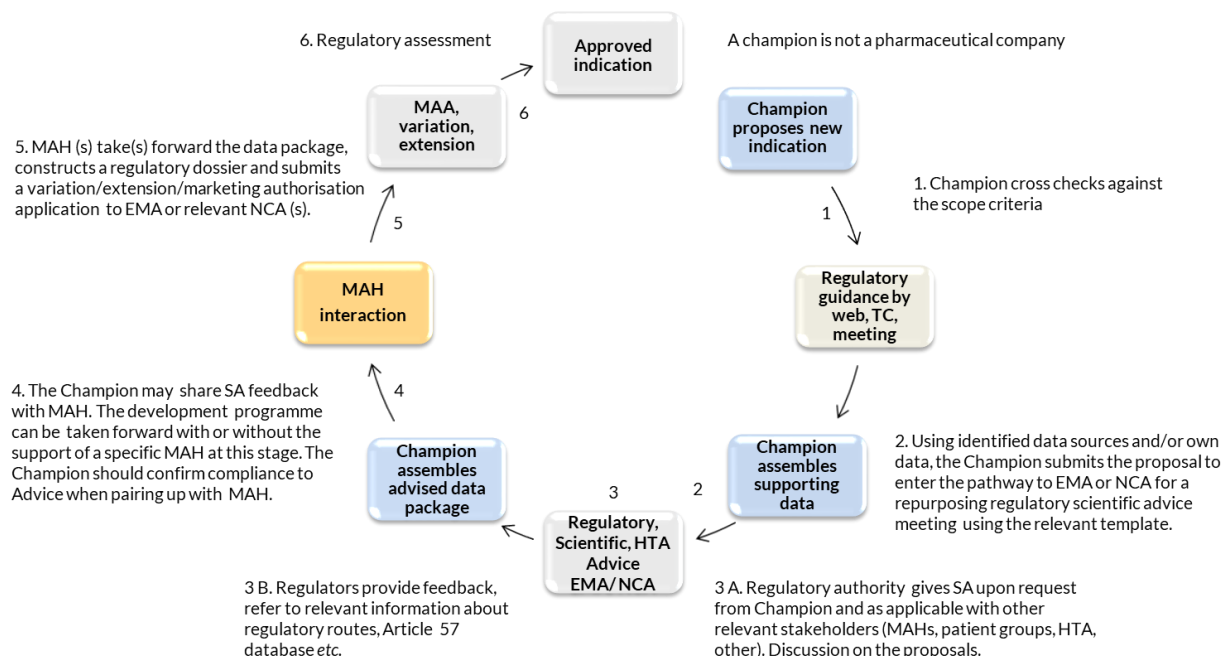 6. Regulatory assessment
Approved
indication
A champion is not a pharmaceutical company
MAA,
variation,
extension
6
Champion
proposes new
indication
5. MAH (s) take(s) forward the data package,
constructs a regulatory dossier and submits
a variation/extension/marketing authorisation
application to EMA or relevant NCA (s).
5
1
1. Champion cross checks against
the scope criteria
MAH
interaction
Regulatory
guidance by
web, TC,
meeting
4. The Champion may share SA feedback
with MAH. The development programme
can be taken forward with or without the
support of a specific MAH at this stage. The
Champion should confirm compliance to
Advice when pairing up with MAH.
4
Champion
assembles
advised data
package
3
2
Champion
assembles
supporting
data
2. Using identified data sources and/or own
data, the Champion submits the proposal to
enter the pathway to EMA or NCA for a
repurposing regulatory scientific advice
meeting using the relevant template.
Regulatory,
Scientific, HTA
Advice
EMA/ NCA
3 B. Regulators provide feedback,
refer to relevant information about
regulatory routes, Article 57
database etc.
3 A. Regulatory authority gives SA upon request
from Champion and as applicable with other
relevant stakeholders (MAHs, patient groups, HTA,
other). Discussion on the proposals.